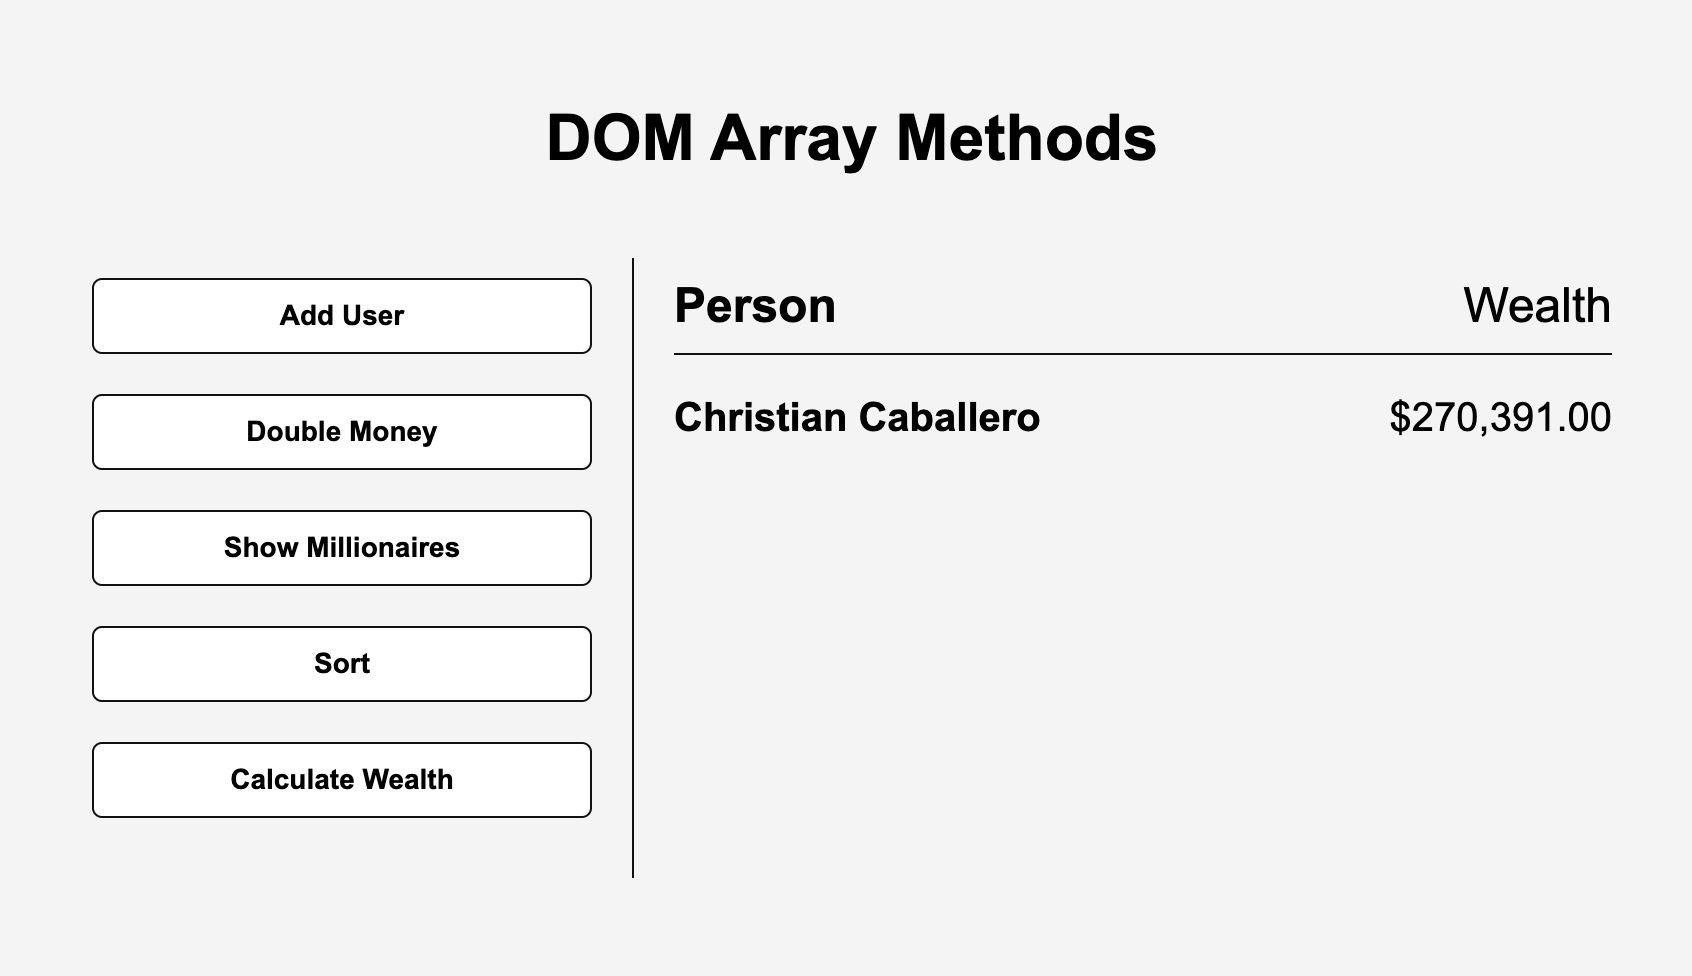 DOM Array Methods
Add User
Double Money
Show Millionaires
Sort
Calculate Wealth
Person Wealth
Christian Caballero $270,391.00